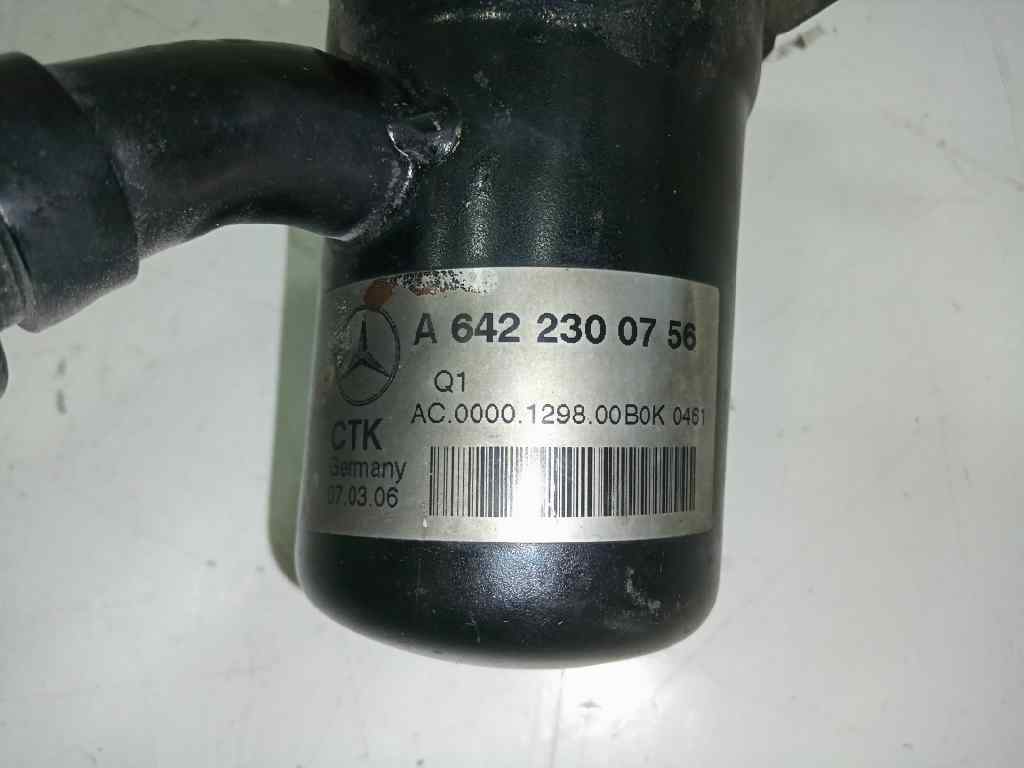 A 642 230 07 56
Q1
AC.0000.1298.00B0K 0461
CTK
Germany
07.03.06